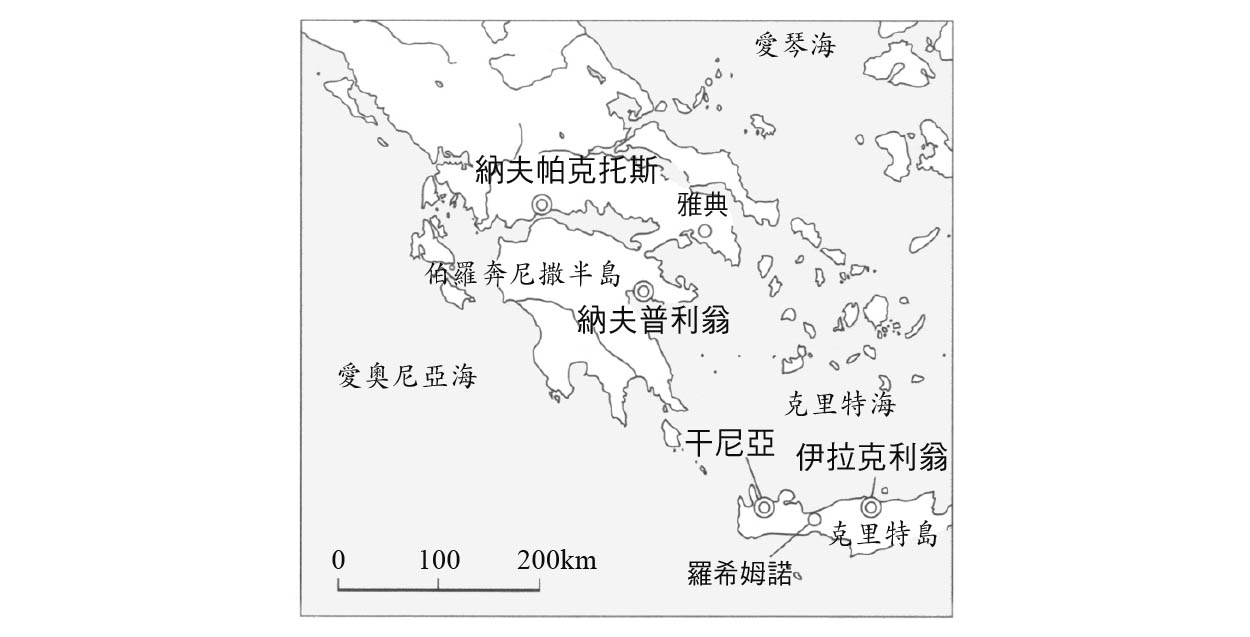 愛琴海
納夫帕克托斯
雅典
伯羅奔尼撒半島
納夫普利翁
愛奧尼亞海
克里特海
干尼亞
伊拉克利翁
克里特島
0 100 200km
羅希姆諾